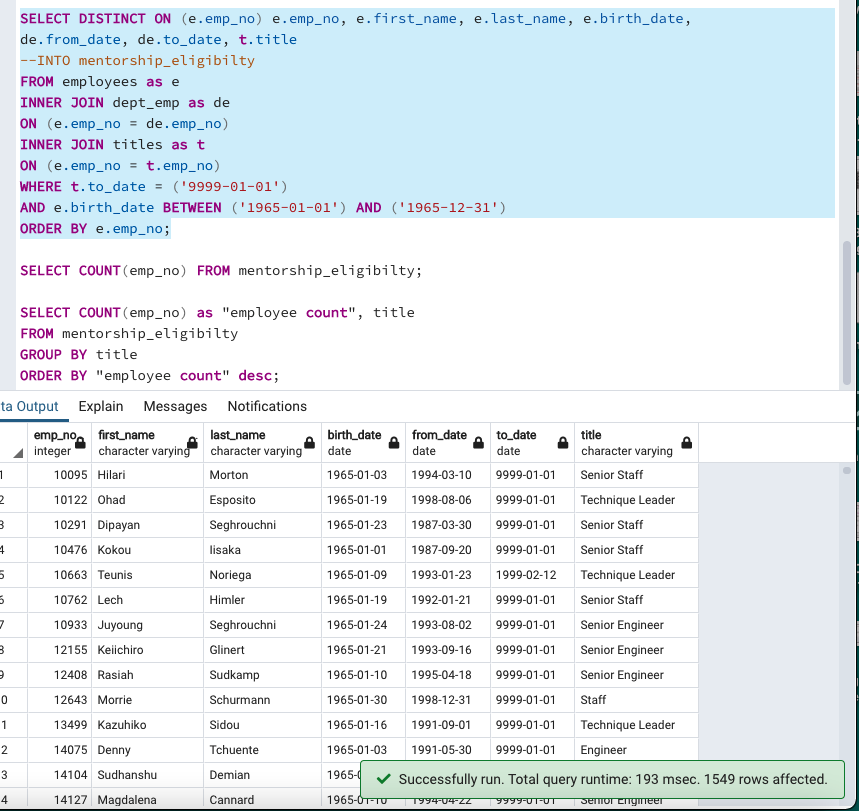 SELECT DISTINCT ON (e.emp_no) e.emp_no, e.first_name, e.last_name, e.birth_date,
de.from_date, de.to_date, t.title
--INTO mentorship_eligibilty
FROM employees as e
INNER JOIN dept_emp as de
ON (e.emp_no = de.emp_no)
INNER JOIN titles as t
ON (e.emp_no = t.emp_no)
WHERE t.to_date = ('9999-01-01')
AND e.birth_date BETWEEN ('1965-01-01') AND ('1965-12-31')
ORDER BY e.emp_no;
SELECT COUNT(emp_no) FROM mentorship_eligibilty;
SELECT COUNT(emp_no) as "employee count", title
FROM mentorship_eligibilty
GROUP BY title
ORDER BY "employee count" desc;
ta Output Explain Messages Notifications
emp_no first_name last_name birth_date from_date to_date title
integer character varying character varying date date date character varying
1 10095 Hilari Morton 1965-01-03 1994-03-10 9999-01-01 Senior Staff
2 10122 Ohad Esposito 1965-01-19 1998-08-06 9999-01-01 Technique Leader
3 10291 Dipayan Seghrouchni 1965-01-23 1987-03-30 9999-01-01 Senior Staff
4 10476 Kokou Iisaka 1965-01-01 1987-09-20 9999-01-01 Senior Staff
5 10663 Teunis Noriega 1965-01-09 1993-01-23 1999-02-12 Technique Leader
6 10762 Lech Himler 1965-01-19 1992-01-21 9999-01-01 Senior Staff
7 10933 Juyoung Seghrouchni 1965-01-24 1993-08-02 9999-01-01 Senior Engineer
8 12155 Keiichiro Glinert 1965-01-21 1993-09-16 9999-01-01 Senior Engineer
9 12408 Rasiah Sudkamp 1965-01-10 1995-04-18 9999-01-01 Senior Engineer
0 12643 Morrie Schurmann 1965-01-30 1998-12-31 9999-01-01 Staff
1 13499 Kazuhiko Sidou 1965-01-16 1991-09-01 9999-01-01 Technique Leader
2 14075 Denny Tchuente 1965-01-03 1991-05-30 9999-01-01 Engineer
3 14104 Sudhanshu Demian 1965-0
Successfully run. Total query runtime: 193 msec. 1549 rows affected.
4 14127 Magdalena Cannard 1965-01-10 1994-04-22 9999-01-01 Senior Engineer